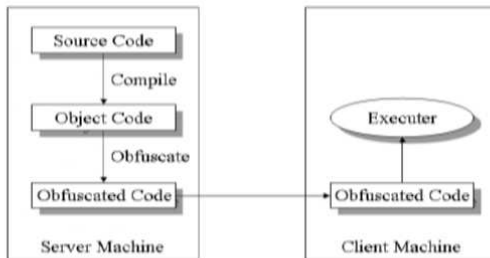 Source Code
Compile
Object Code
Obfuscate
Obfuscated Code
Server Machine
Executer
Obfuscated Code
Client Machine